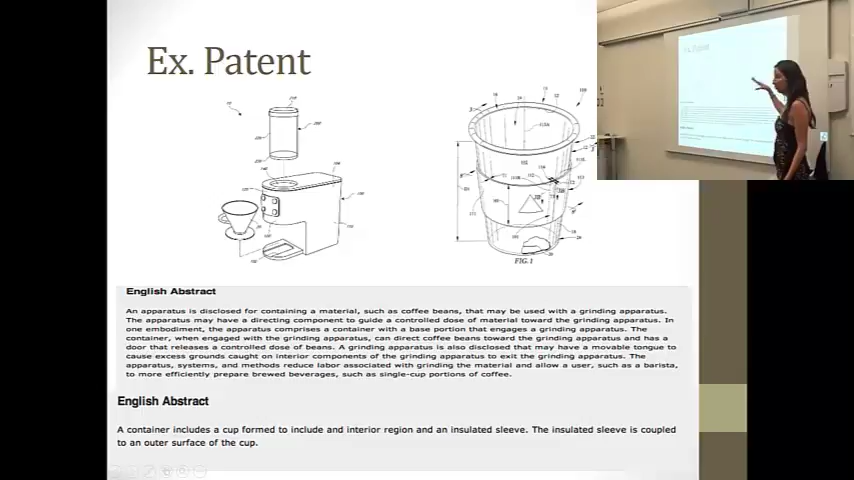 Ex. Patent
FIG. 1
English Abstract
An apparatus is disclosed for containing a material, such as coffee beans, that may be used with a grinding apparatus.
The apparatus may have a directing component to guide a controlled dose of material toward the grinding apparatus. In
one embodiment, the apparatus comprises a container with a base portion that engages a grinding apparatus. The
container, when engaged with the grinding apparatus, can direct coffee beans toward the grinding apparatus and has a
door that releases a controlled dose of beans. A grinding apparatus is also disclosed that may have a movable tongue to
cause excess grounds caught on interior components of the grinding apparatus to exit the grinding apparatus. The
apparatus, systems, and methods reduce labor associated with grinding the material and allow a user, such as a barista,
to more efficiently prepare brewed beverages, such as single-cup portions of coffee.
English Abstract
A container includes a cup formed to include and interior region and an insulated sleeve. The insulated sleeve is coupled
to an outer surface of the cup.